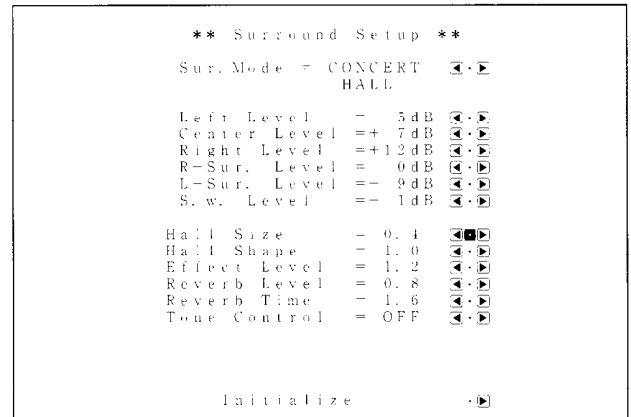 ** Surround Setup **
Sur.Mode = CONCERT ◀・▶
HALL
Left Level = 5dB ◀・▶
Center Level =+ 7dB ◀・▶
Right Level =+12dB ◀・▶
R-Sur. Level = 0dB ◀・▶
L-Sur. Level =- 9dB ◀・▶
S.w. Level =- 1dB ◀・▶
Hall Size = 0.4 ◀・▶
Hall Shape = 1.0 ◀・▶
Effect Level = 1.2 ◀・▶
Reverb Level = 0.8 ◀・▶
Reverb Time = 1.6 ◀・▶
Tone Control = OFF ◀・▶
Initialize ・▶